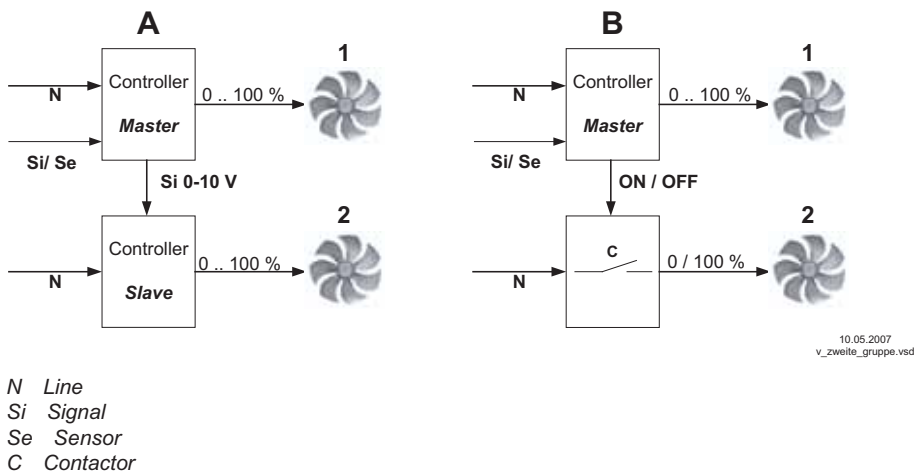 A
B
1
1
Controller
Master
N
Si/ Se
0 .. 100 %
Controller
Master
N
Si/ Se
0 .. 100 %
Si 0-10 V
ON / OFF
2
2
Controller
Slave
N
0 .. 100 %
C
N
0 / 100 %
10.05.2007
v_zweite_gruppe.vsd
N Line
Si Signal
Se Sensor
C Contactor